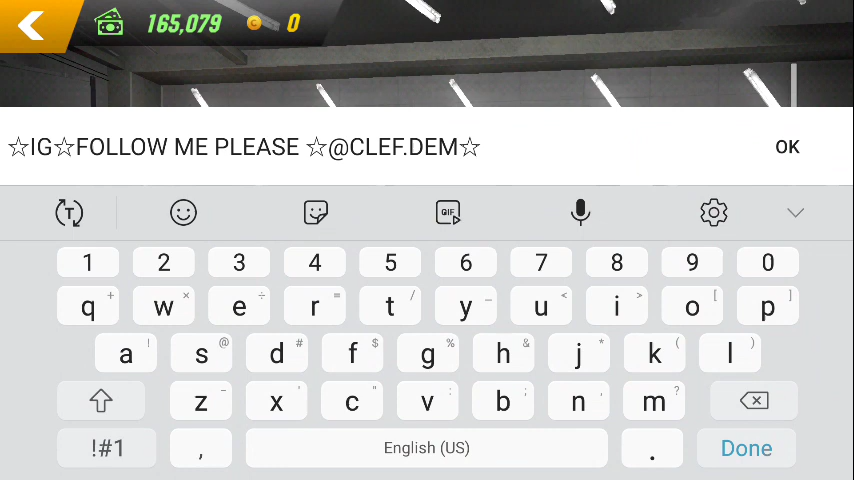 165,079 C 0
☆IG☆FOLLOW ME PLEASE ☆@CLEF.DEM☆ OK
T GIF
1 2 3 4 5 6 7 8 9 0
q + w × e ÷ r = t / y _ u < i > o [ p ]
a ! s @ d # f $ g % h & j * k ( l )
z - x ' c " v : b ; n , m ?
!#1 , English (US) . Done